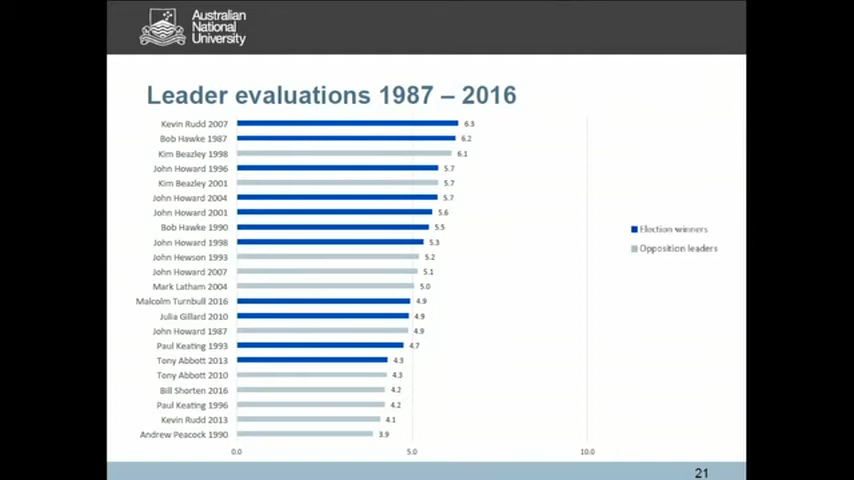 Australian
National
University
Leader evaluations 1987 – 2016
Kevin Rudd 2007 6.3
Bob Hawke 1987 6.2
Kim Beazley 1998 6.1
John Howard 1996 5.7
Kim Beazley 2001 5.7
John Howard 2004 5.7
John Howard 2001 5.6
Bob Hawke 1990 5.5
John Howard 1998 5.3
John Hewson 1993 5.2
John Howard 2007 5.1
Mark Latham 2004 5.0
Malcolm Turnbull 2016 4.9
Julia Gillard 2010 4.9
John Howard 1987 4.9
Paul Keating 1993 4.7
Tony Abbott 2013 4.3
Tony Abbott 2010 4.3
Bill Shorten 2016 4.2
Paul Keating 1996 4.2
Kevin Rudd 2013 4.1
Andrew Peacock 1990 3.9
0.0 5.0 10.0
Election winners
Opposition leaders
21